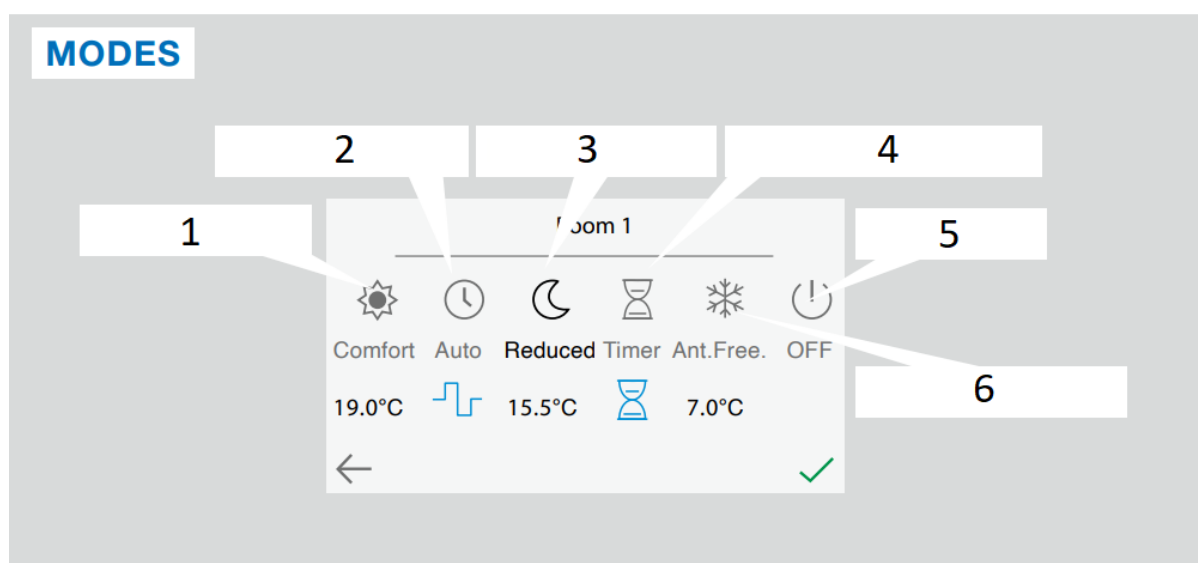 MODES
2 3 4
1 5
Room 1
Comfort Auto Reduced Timer Ant.Free. OFF
6
19.0°C 15.5°C 7.0°C